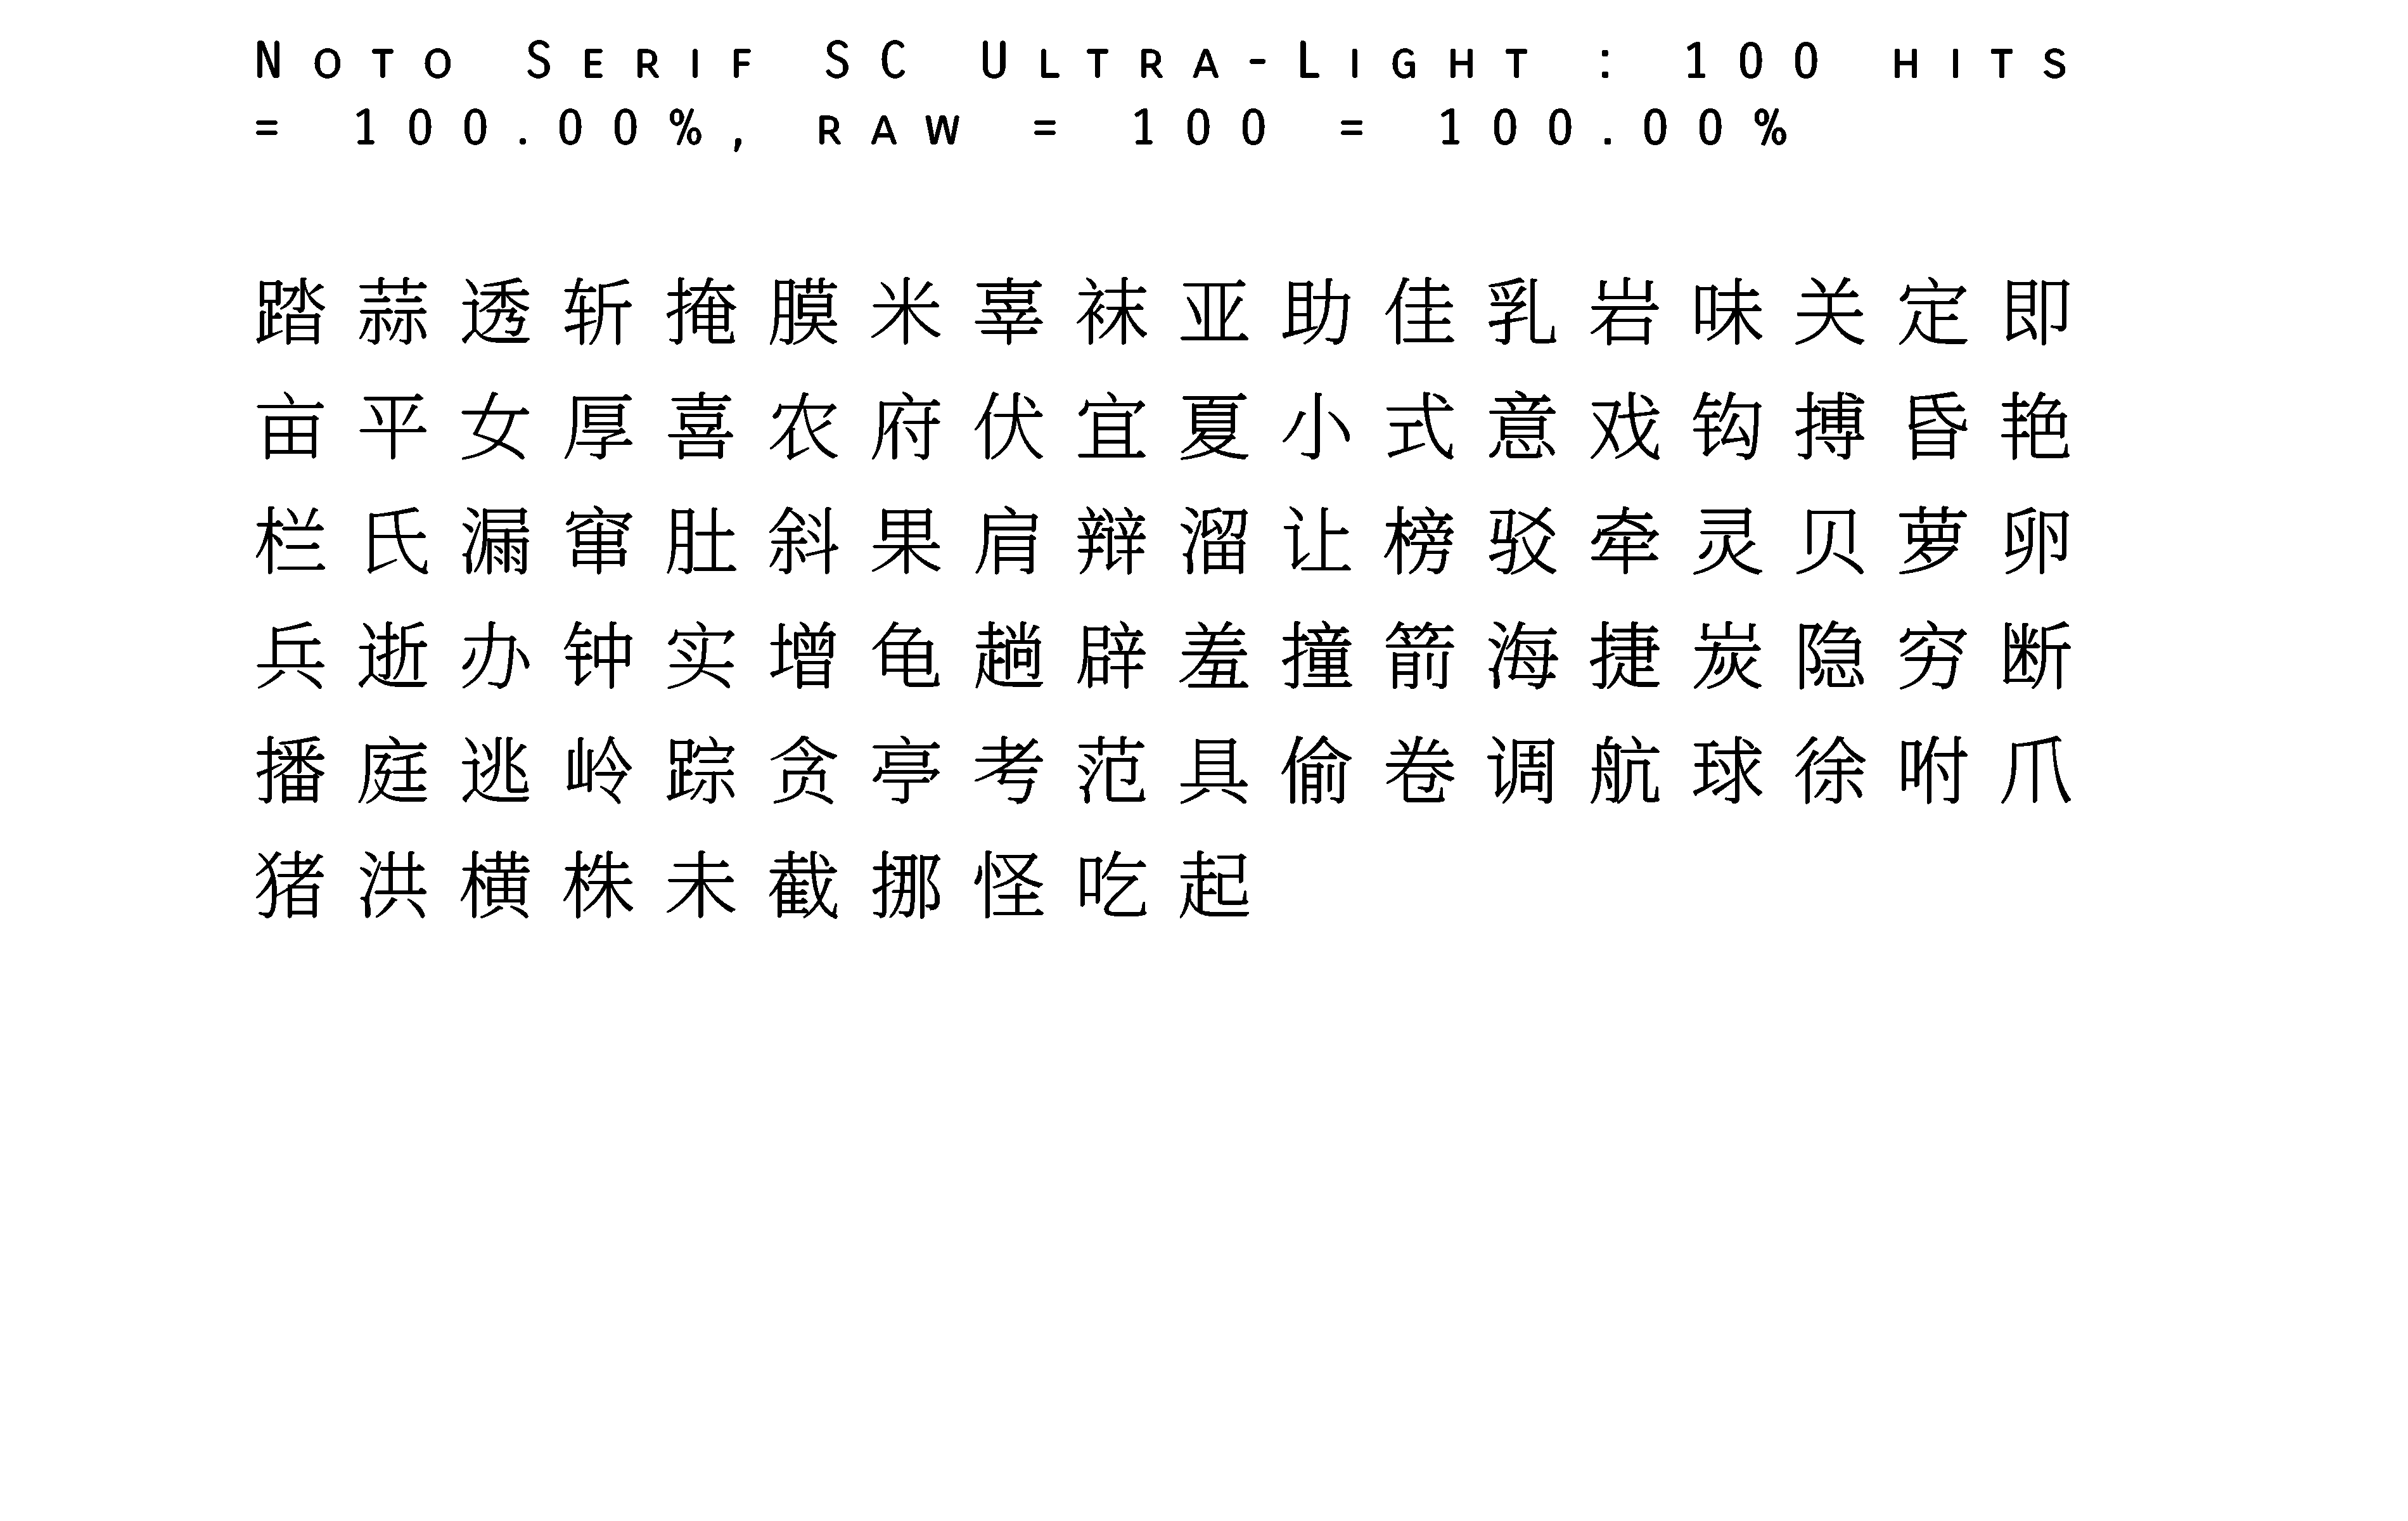 Noto Serif SC Ultra-Light : 100 hits
= 100.00%, raw = 100 = 100.00%
踏蒜透斩掩膜米辜袜亚助佳乳岩味关定即
亩平女厚喜农府伏宜夏小式意戏钩搏昏艳
栏氏漏窜肚斜果肩辩溜让榜驳牵灵贝萝卵
兵逝办钟实增龟趟辟羞撞箭海捷炭隐穷断
播庭逃岭踪贪亭考范具偷卷调航球徐咐爪
猪洪横株未截挪怪吃起